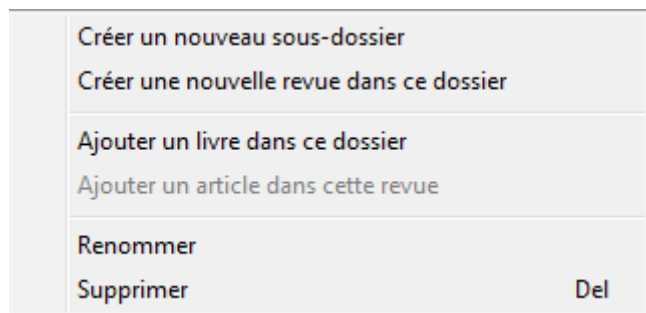 Créer un nouveau sous-dossier
Créer une nouvelle revue dans ce dossier
Ajouter un livre dans ce dossier
Ajouter un article dans cette revue
Renommer
Supprimer Del